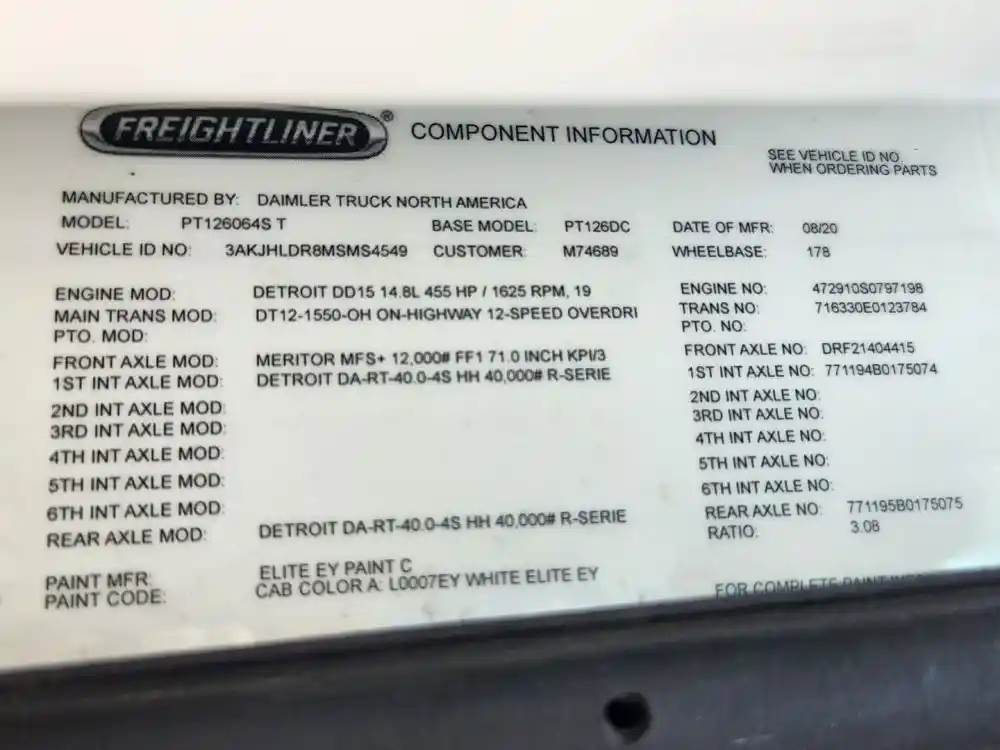 FREIGHTLINER® COMPONENT INFORMATION
SEE VEHICLE ID NO.
WHEN ORDERING PARTS
MANUFACTURED BY: DAIMLER TRUCK NORTH AMERICA
MODEL: PT126064S T BASE MODEL: PT126DC DATE OF MFR: 08/20
VEHICLE ID NO: 3AKJHLDR8MSMS4549 CUSTOMER: M74689 WHEELBASE: 178
ENGINE MOD: DETROIT DD15 14.8L 455 HP / 1625 RPM, 19 ENGINE NO: 472910S0797198
MAIN TRANS MOD: DT12-1550-OH ON-HIGHWAY 12-SPEED OVERDRI TRANS NO: 716330E0123784
PTO. MOD: PTO. NO:
FRONT AXLE MOD: MERITOR MFS+ 12,000# FF1 71.0 INCH KPI/3 FRONT AXLE NO: DRF21404415
1ST INT AXLE MOD: DETROIT DA-RT-40.0-4S HH 40,000# R-SERIE 1ST INT AXLE NO: 771194B0175074
2ND INT AXLE MOD: 2ND INT AXLE NO:
3RD INT AXLE MOD: 3RD INT AXLE NO:
4TH INT AXLE MOD: 4TH INT AXLE NO:
5TH INT AXLE MOD: 5TH INT AXLE NO:
6TH INT AXLE MOD: 6TH INT AXLE NO:
REAR AXLE MOD: DETROIT DA-RT-40.0-4S HH 40,000# R-SERIE REAR AXLE NO: 771195B0175075
RATIO: 3.08
PAINT MFR: ELITE EY PAINT C
PAINT CODE: CAB COLOR A: L0007EY WHITE ELITE EY
FOR COMPLETE PAINT